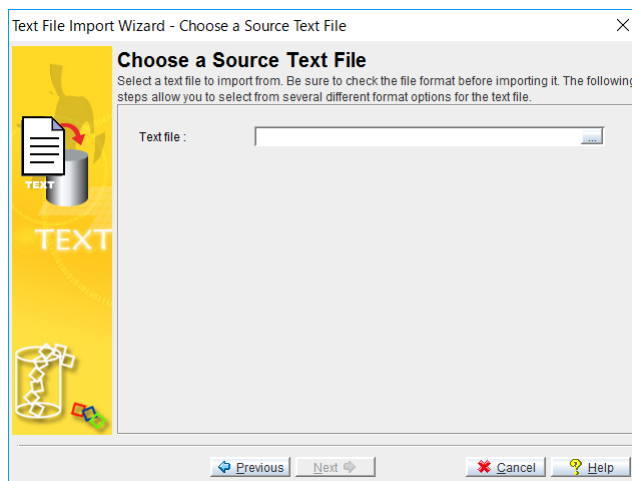 Text File Import Wizard - Choose a Source Text File
Choose a Source Text File
Select a text file to import from. Be sure to check the file format before importing it. The following
steps allow you to select from several different format options for the text file.
Text file :
...
TEXT
TEXT
Previous
Next
Cancel
Help